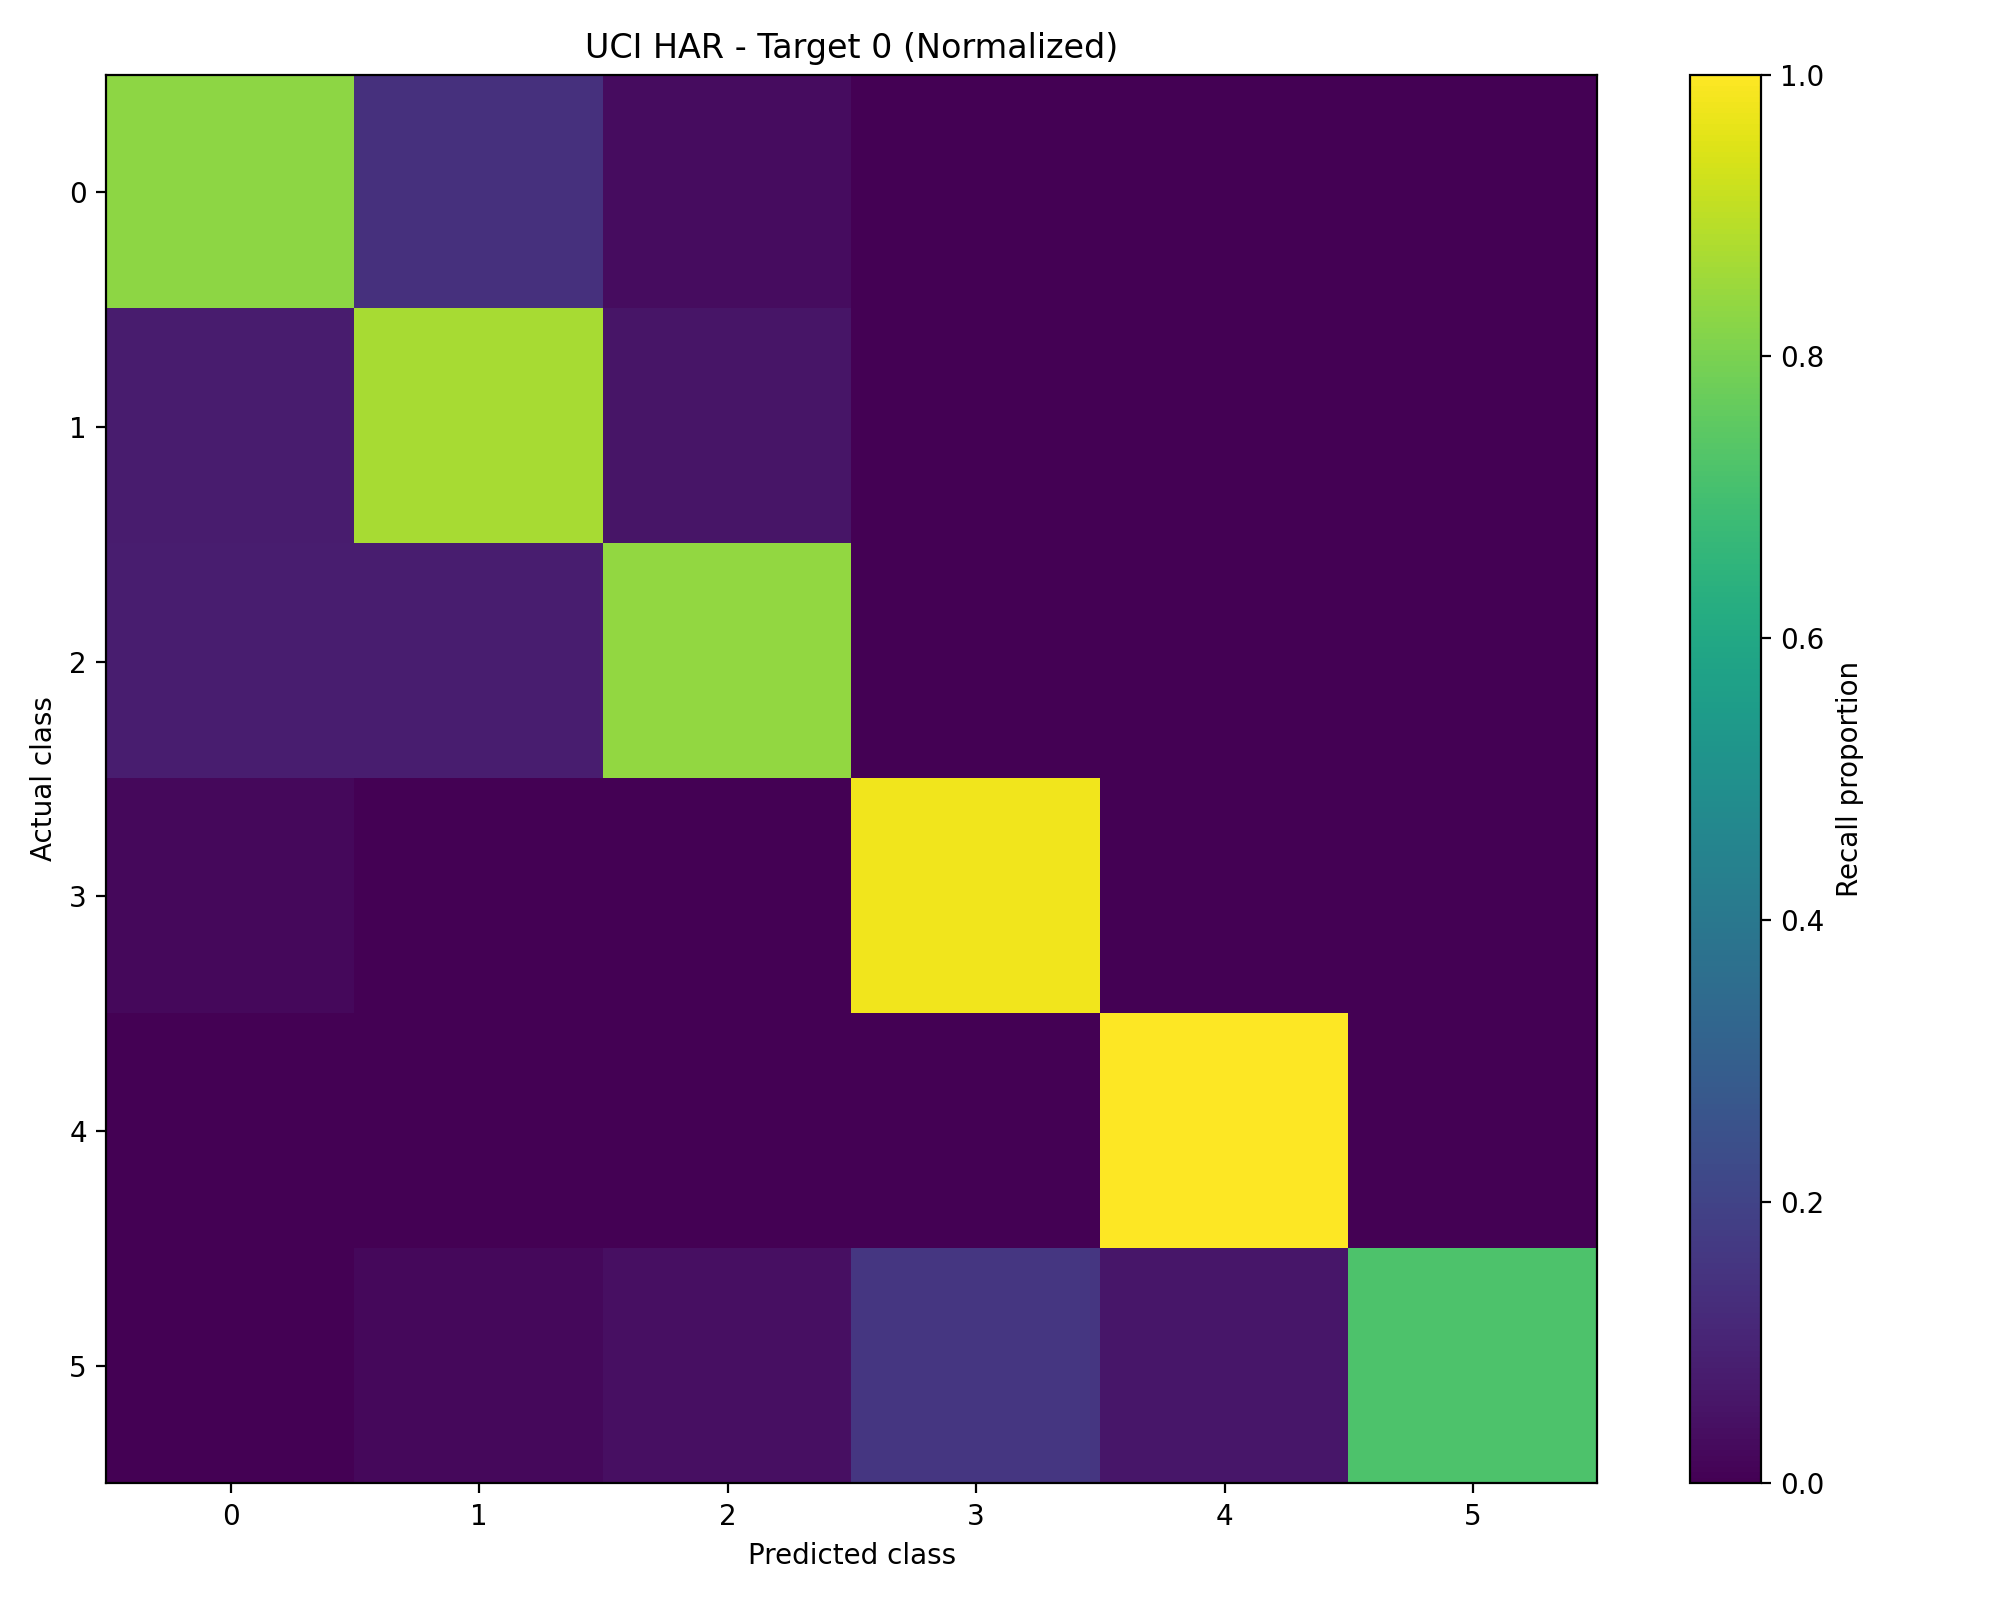 UCI HAR - Target 0 (Normalized)
0
1
2
3
4
5
Actual class
0 1 2 3 4 5
Predicted class
1.0
0.8
0.6
0.4
0.2
0.0
Recall proportion